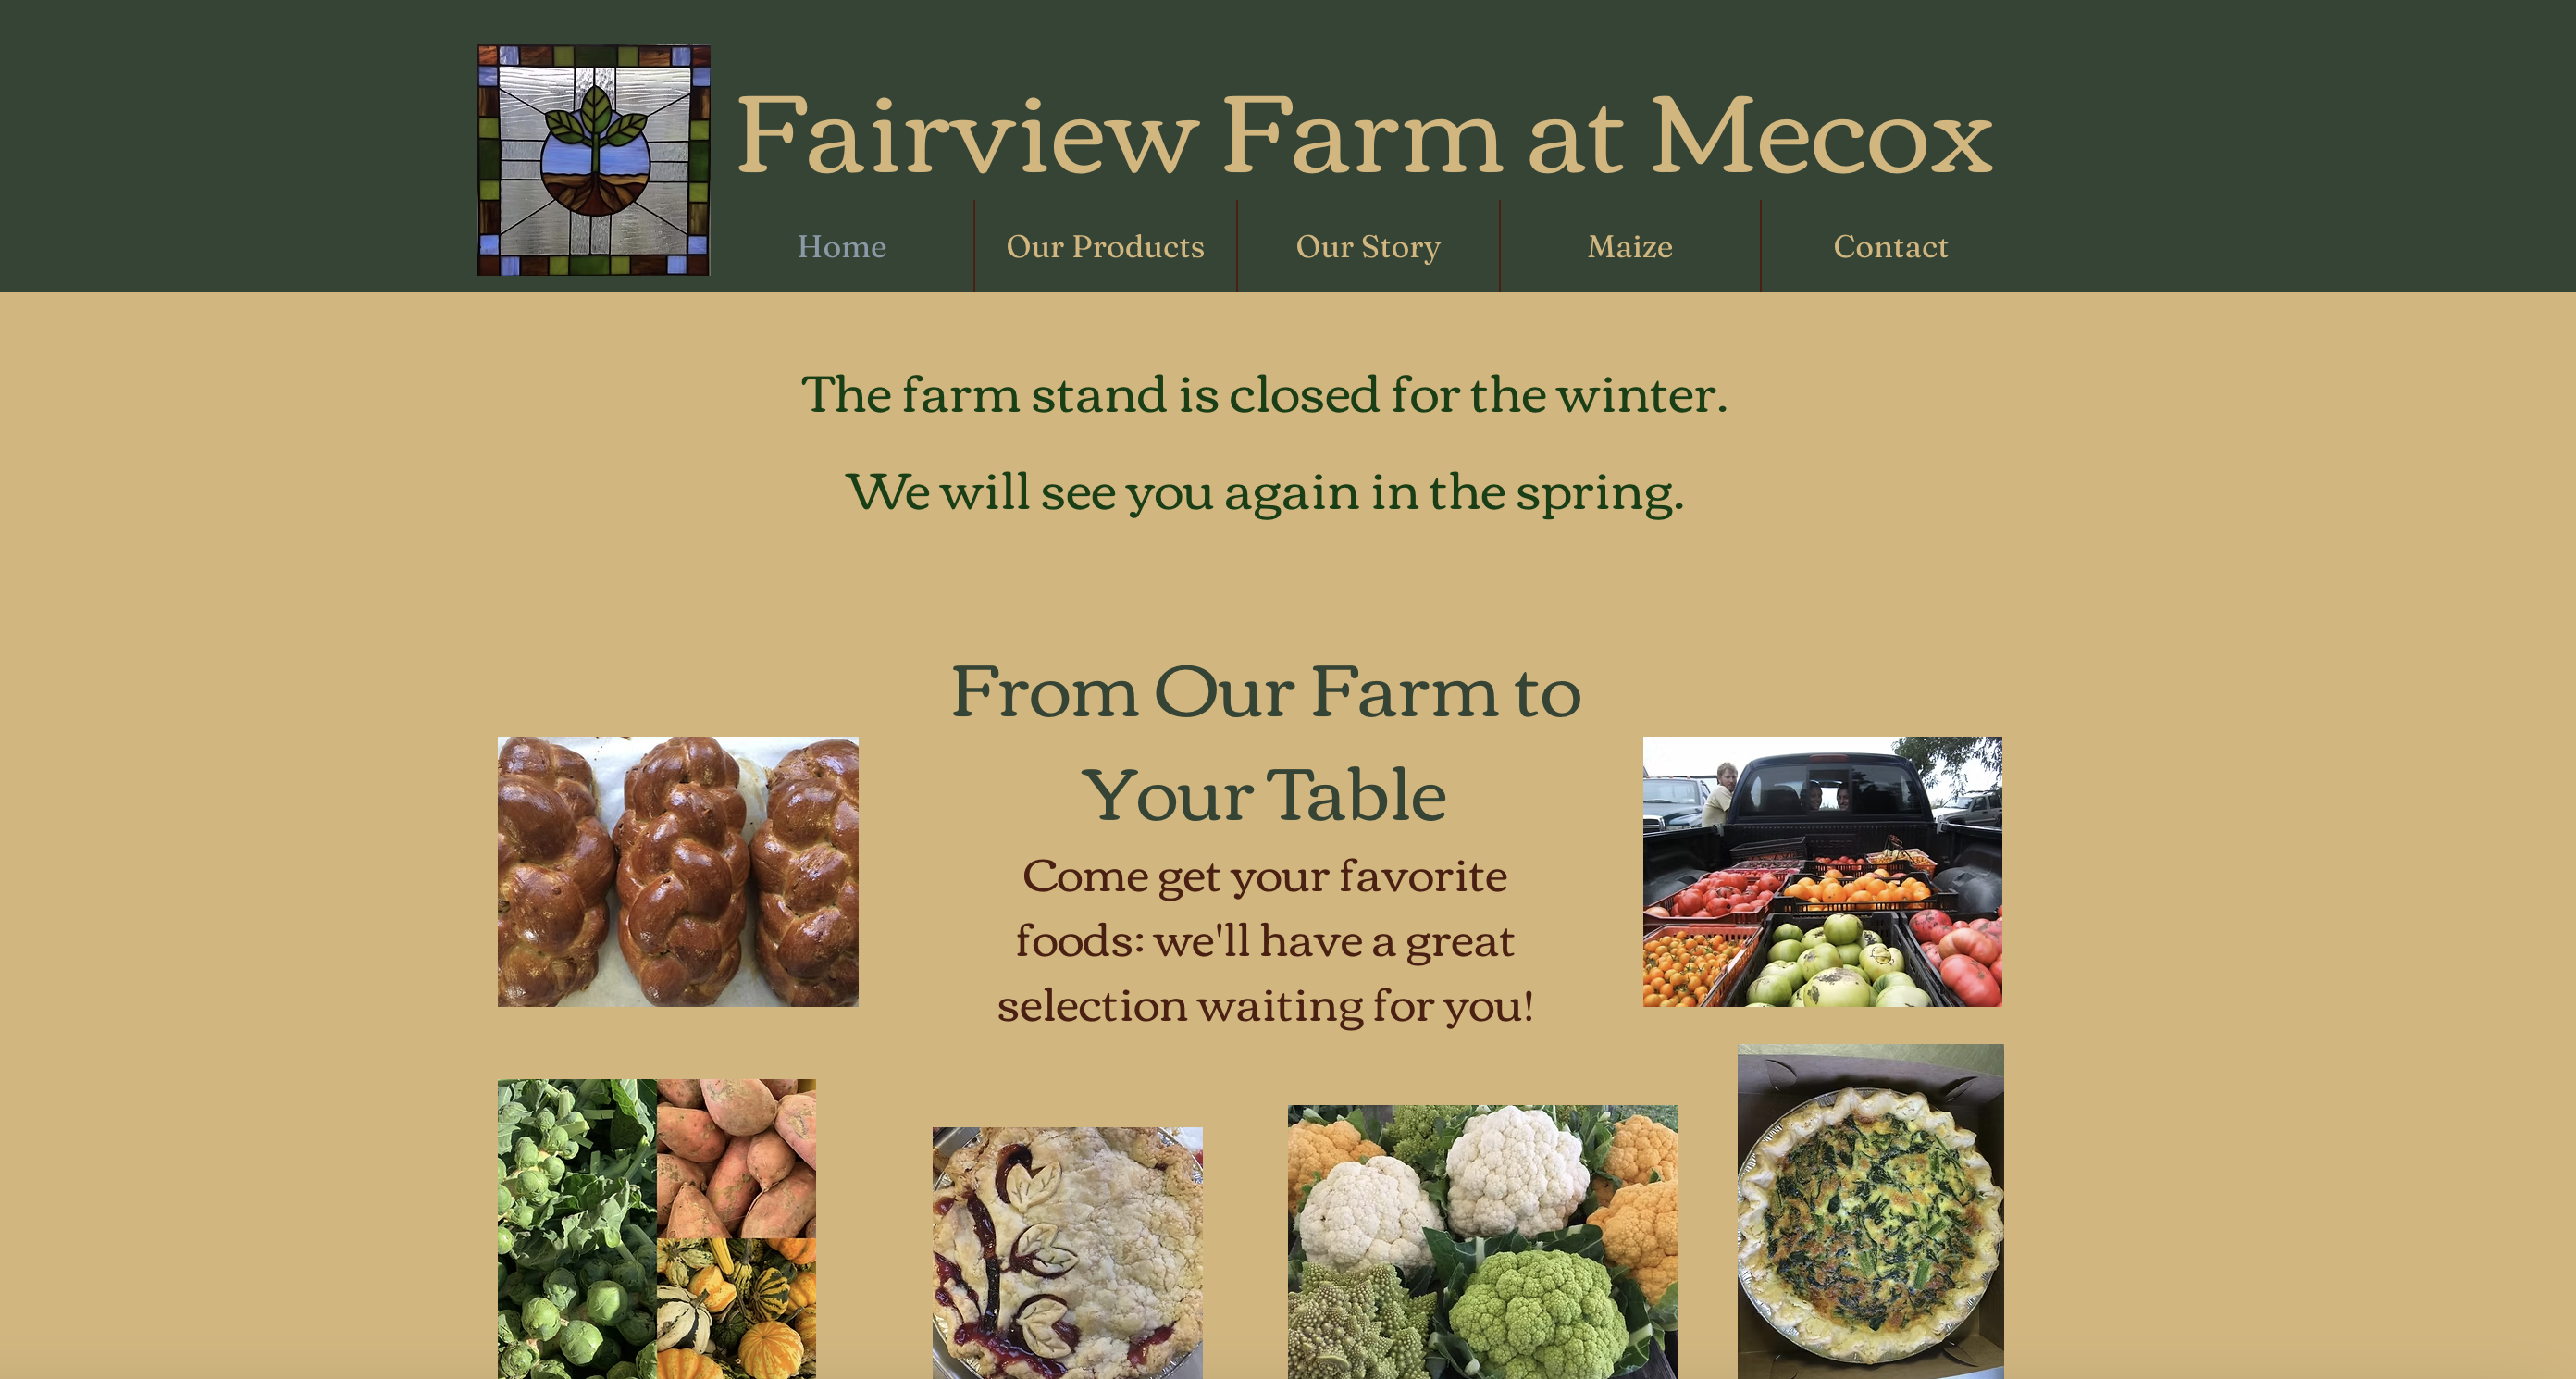 Fairview Farm at Mecox
Home
Our Products
Our Story
Maize
Contact
The farm stand is closed for the winter.
We will see you again in the spring.
From Our Farm to
Your Table
Come get your favorite
foods: we'll have a great
selection waiting for you!